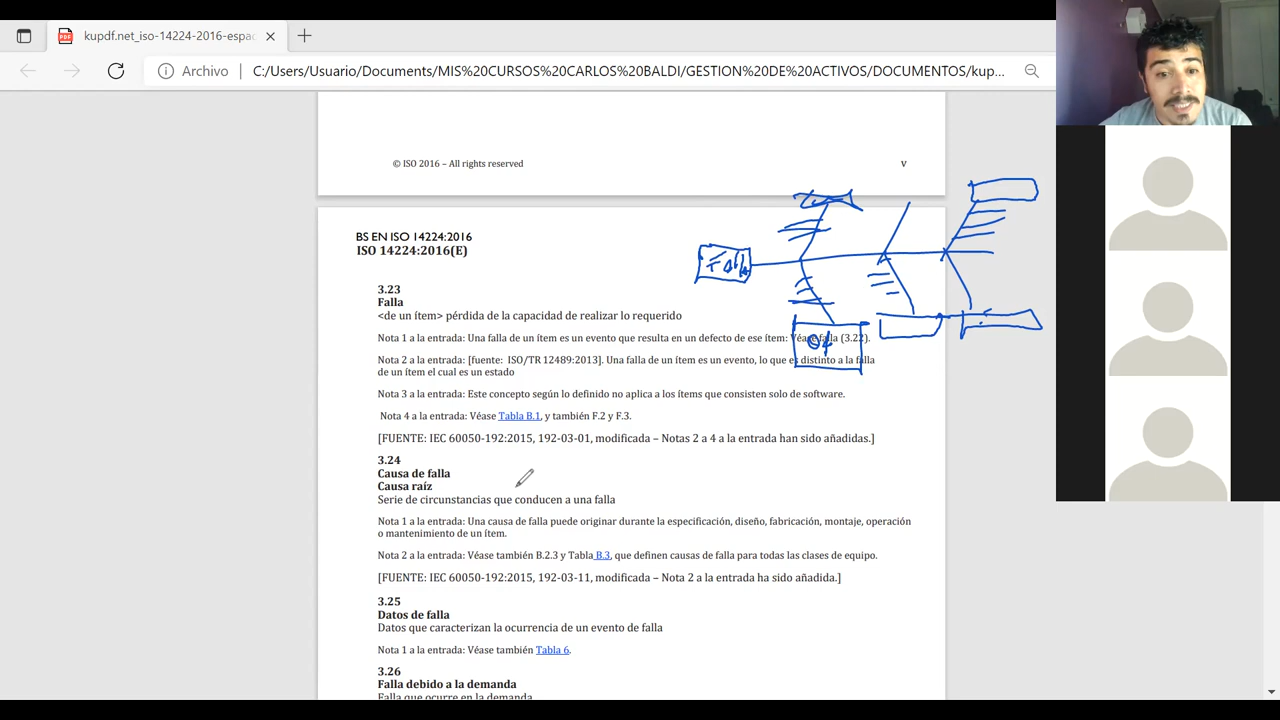 kupdf.net_iso-14224-2016-espa
Archivo
C:/Users/Usuario/Documents/MIS%20CURSOS%20CARLOS%20BALDI/GESTION%20DE%20ACTIVOS/DOCUMENTOS/kup...
© ISO 2016 – All rights reserved
v
BS EN ISO 14224:2016
ISO 14224:2016(E)
3.23
Falla
<de un ítem> pérdida de la capacidad de realizar lo requerido
Nota 1 a la entrada: Una falla de un ítem es un evento que resulta en un defecto de ese ítem: Véase falla (3.22).
Nota 2 a la entrada: [fuente: ISO/TR 12489:2013]. Una falla de un ítem es un evento, lo que es distinto a la falla
de un ítem el cual es un estado
Nota 3 a la entrada: Este concepto según lo definido no aplica a los ítems que consisten solo de software.
Nota 4 a la entrada: Véase Tabla B.1, y también F.2 y F.3.
[FUENTE: IEC 60050-192:2015, 192-03-01, modificada – Notas 2 a 4 a la entrada han sido añadidas.]
3.24
Causa de falla
Causa raíz
Serie de circunstancias que conducen a una falla
Nota 1 a la entrada: Una causa de falla puede originar durante la especificación, diseño, fabricación, montaje, operación
o mantenimiento de un ítem.
Nota 2 a la entrada: Véase también B.2.3 y Tabla B.3, que definen causas de falla para todas las clases de equipo.
[FUENTE: IEC 60050-192:2015, 192-03-11, modificada – Nota 2 a la entrada ha sido añadida.]
3.25
Datos de falla
Datos que caracterizan la ocurrencia de un evento de falla
Nota 1 a la entrada: Véase también Tabla 6.
3.26
Falla debido a la demanda
Falla que ocurre en la demanda
Falla